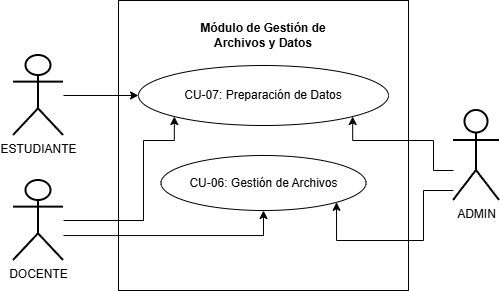 Módulo de Gestión de
Archivos y Datos
CU-07: Preparación de Datos
ESTUDIANTE
CU-06: Gestión de Archivos
ADMIN
DOCENTE